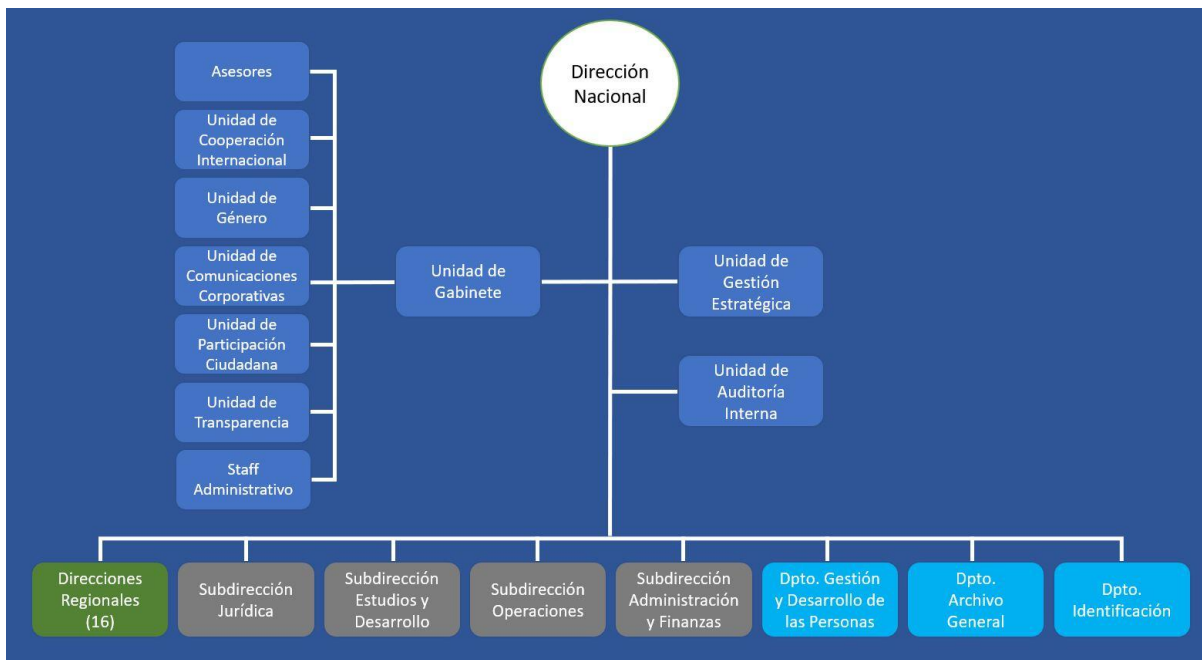 Dirección
Nacional
Asesores
Unidad de
Cooperación
Internacional
Unidad de
Género
Unidad de
Comunicaciones
Corporativas
Unidad de
Participación
Ciudadana
Unidad de
Transparencia
Staff
Administrativo
Unidad de
Gabinete
Unidad de
Gestión
Estratégica
Unidad de
Auditoría
Interna
Direcciones
Regionales
(16)
Subdirección
Jurídica
Subdirección
Estudios y
Desarrollo
Subdirección
Operaciones
Subdirección
Administración
y Finanzas
Dpto. Gestión
y Desarrollo de
las Personas
Dpto.
Archivo
General
Dpto.
Identificación